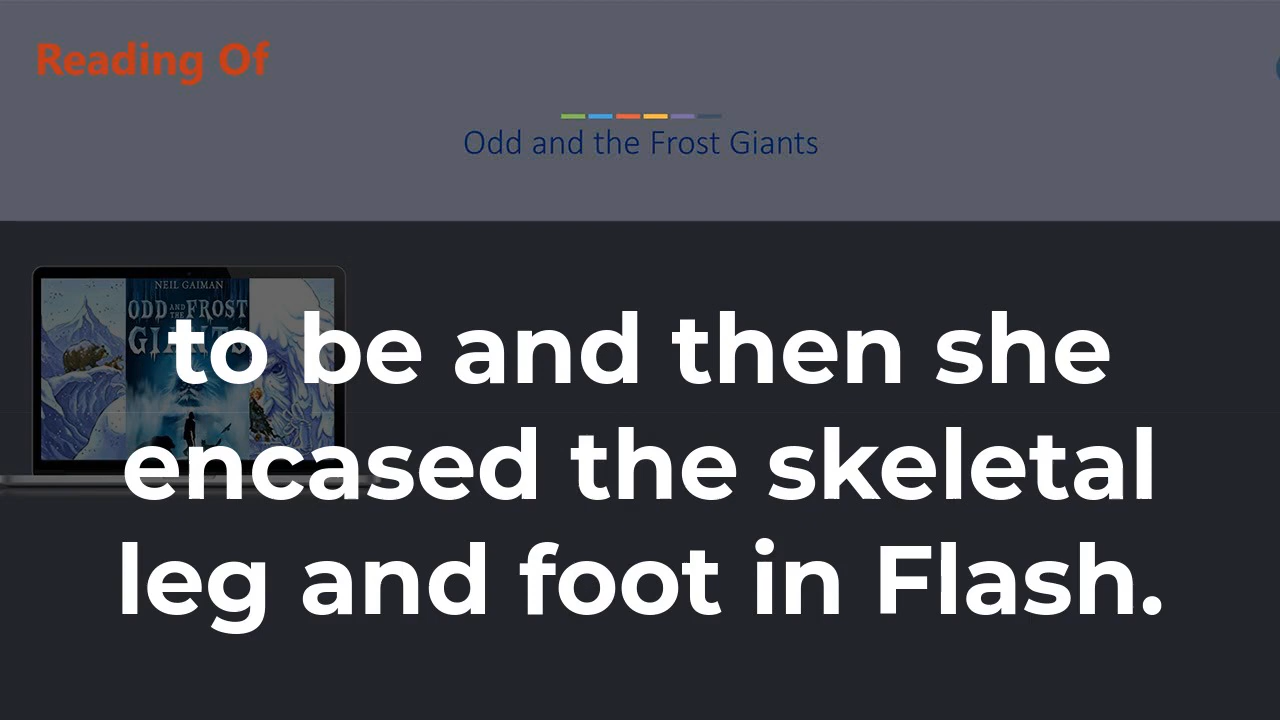 Reading Of
Odd and the Frost Giants
NEIL GAIMAN
ODD AND THE FROST
GIANTS
to be and then she
encased the skeletal
leg and foot in Flash.